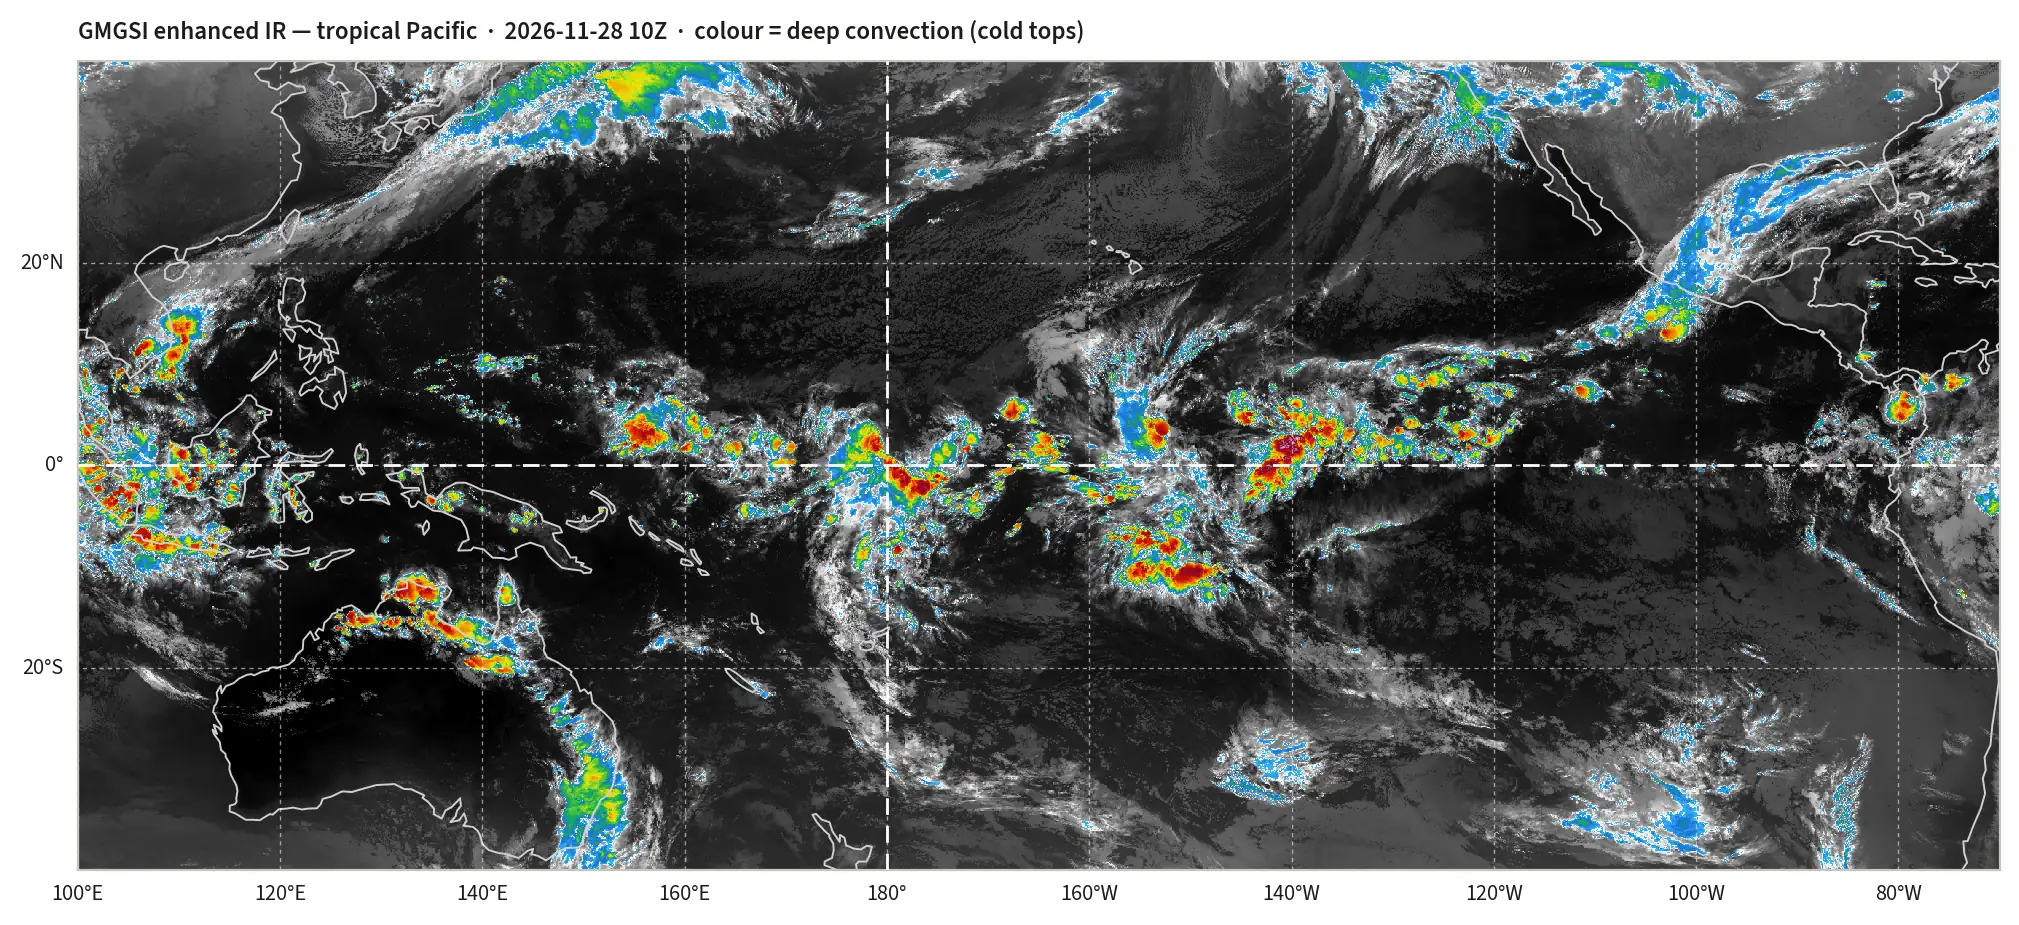 GMGSI enhanced IR — tropical Pacific · 2026-11-28 10Z · colour = deep convection (cold tops)
20°N
0°
20°S
100°E 120°E 140°E 160°E 180° 160°W 140°W 120°W 100°W 80°W